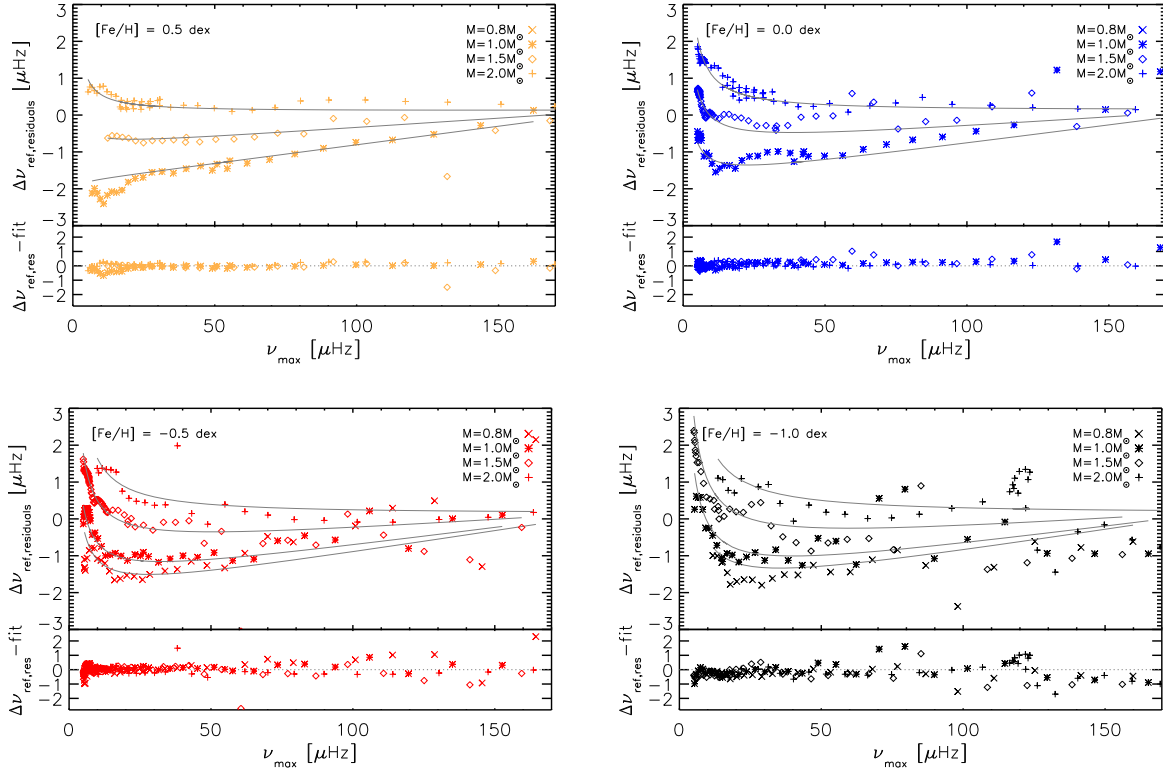 [Fe/H] = 0.5 dex
M=0.8M⊙ ×
M=1.0M⊙ ✳
M=1.5M⊙ ◇
M=2.0M⊙ +
Δν ref,residuals [μHz]
3
2
1
0
−1
−2
−3
Δν ref,res −fit
2
1
0
−1
−2
0 50 100 150
ν max [μHz]
[Fe/H] = 0.0 dex
M=0.8M⊙ ×
M=1.0M⊙ ✳
M=1.5M⊙ ◇
M=2.0M⊙ +
Δν ref,residuals [μHz]
3
2
1
0
−1
−2
−3
Δν ref,res −fit
2
1
0
−1
−2
0 50 100 150
ν max [μHz]
[Fe/H] = −0.5 dex
M=0.8M⊙ ×
M=1.0M⊙ ✳
M=1.5M⊙ ◇
M=2.0M⊙ +
Δν ref,residuals [μHz]
3
2
1
0
−1
−2
−3
Δν ref,res −fit
2
1
0
−1
−2
0 50 100 150
ν max [μHz]
[Fe/H] = −1.0 dex
M=0.8M⊙ ×
M=1.0M⊙ ✳
M=1.5M⊙ ◇
M=2.0M⊙ +
Δν ref,residuals [μHz]
3
2
1
0
−1
−2
−3
Δν ref,res −fit
2
1
0
−1
−2
0 50 100 150
ν max [μHz]